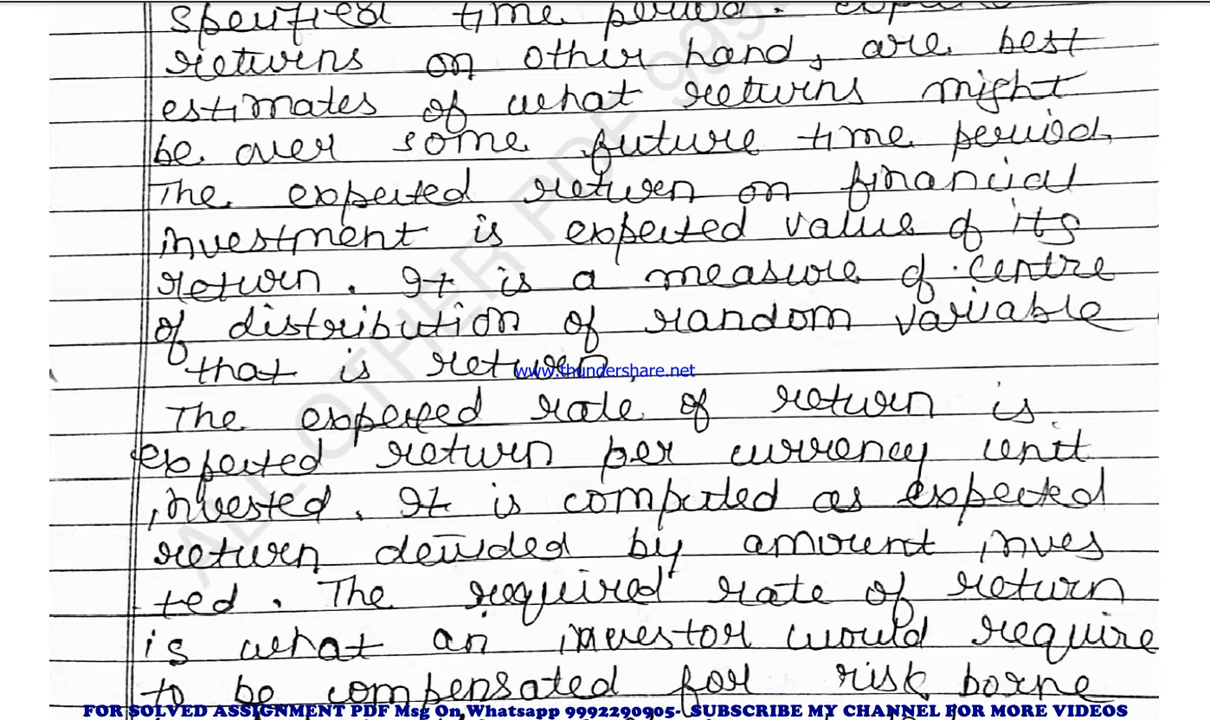 specified time period.
returns on other hand, are best
estimates of what returns might
be over some future time period.
The expected return on financial
investment is expected value of its
return. It is a measure of centre
of distribution of random variable
that is return.
www.thundershare.net
The expected rate of return is
expected return per currency unit
invested. It is computed as expected
return devided by amount inves
ted. The required rate of return
is what an investor would require
to be compensated for risk borne
FOR SOLVED ASSIGNMENT PDF Msg On Whatsapp 9992290905- SUBSCRIBE MY CHANNEL FOR MORE VIDEOS